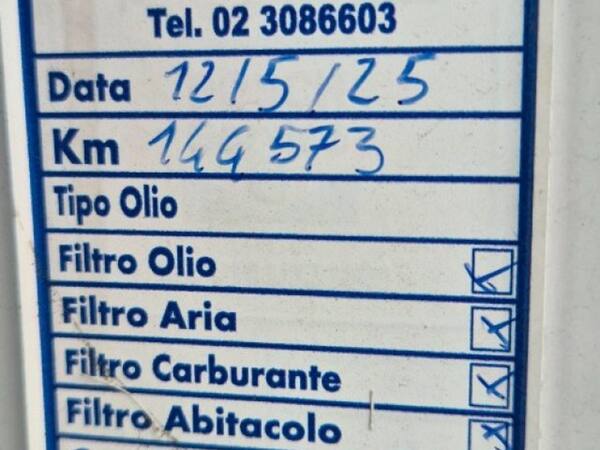 Tel. 02 3086603
Data 12/5/25
Km 144573
Tipo Olio
Filtro Olio
Filtro Aria
Filtro Carburante
Filtro Abitacolo